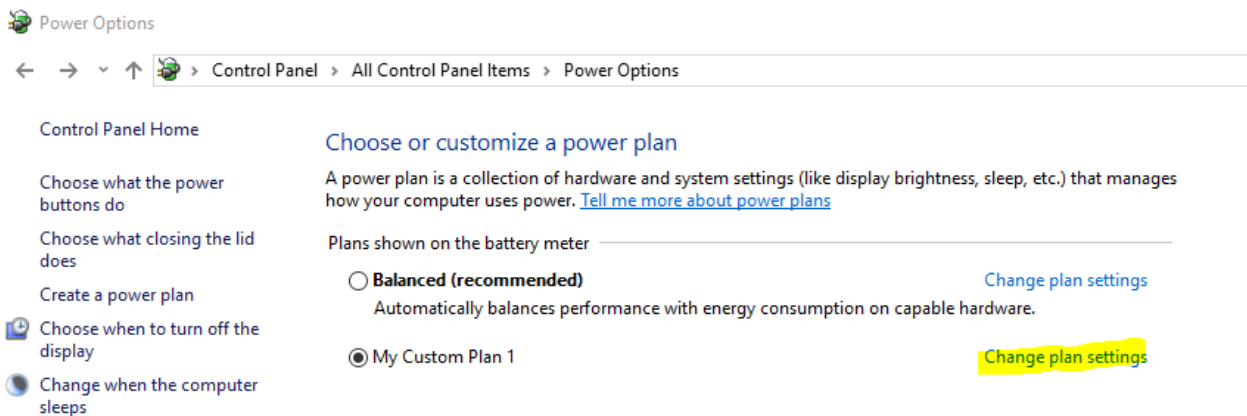 Power Options
Control Panel > All Control Panel Items > Power Options
Control Panel Home
Choose what the power
buttons do
Choose what closing the lid
does
Create a power plan
Choose when to turn off the
display
Change when the computer
sleeps
Choose or customize a power plan
A power plan is a collection of hardware and system settings (like display brightness, sleep, etc.) that manages
how your computer uses power. Tell me more about power plans
Plans shown on the battery meter
Balanced (recommended) Change plan settings
Automatically balances performance with energy consumption on capable hardware.
My Custom Plan 1 Change plan settings